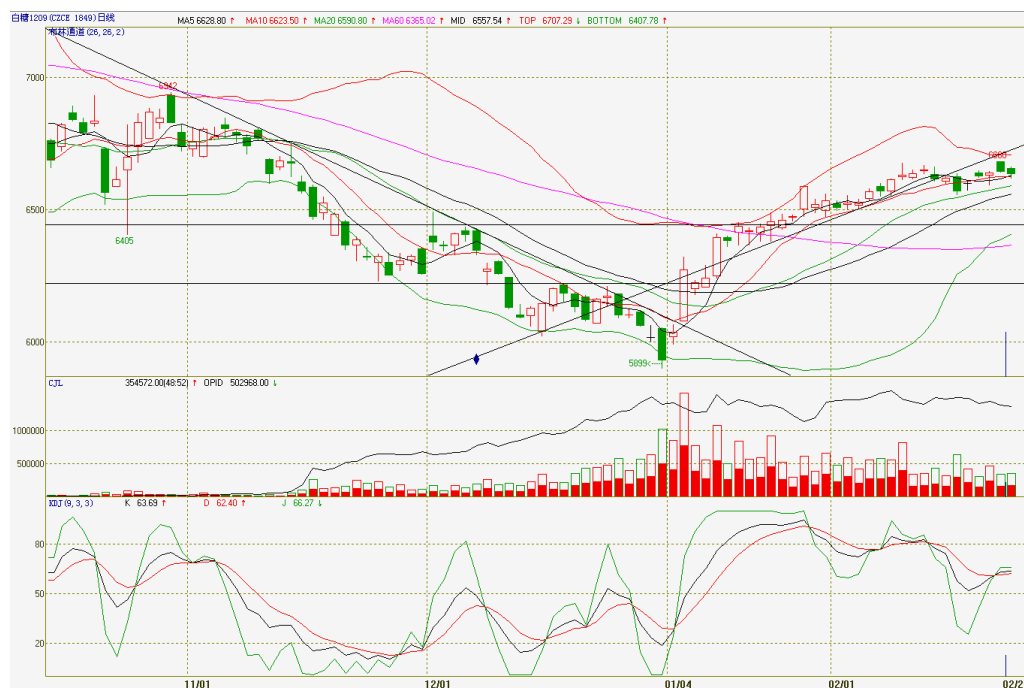 白糖1209(CZCE 1849)日线 MA5 6628.80 ↑ MA10 6623.50 ↑ MA20 6590.80 ↑ MA60 6365.02 ↑ MID 6557.54 ↑ TOP 6707.29 ↓ BOTTOM 6407.78 ↑
布林通道(26,26,2)
7000
6942
6680
6500
6405
6000
5899<
CJL 354572.00(48:52) ↑ OPID 502968.00 ↓
1000000
500000
KDJ(9,3,3) K 63.69 ↑ D 62.40 ↑ J 66.27 ↓
80
50
20
11/01 12/01 01/04 02/01 02/2